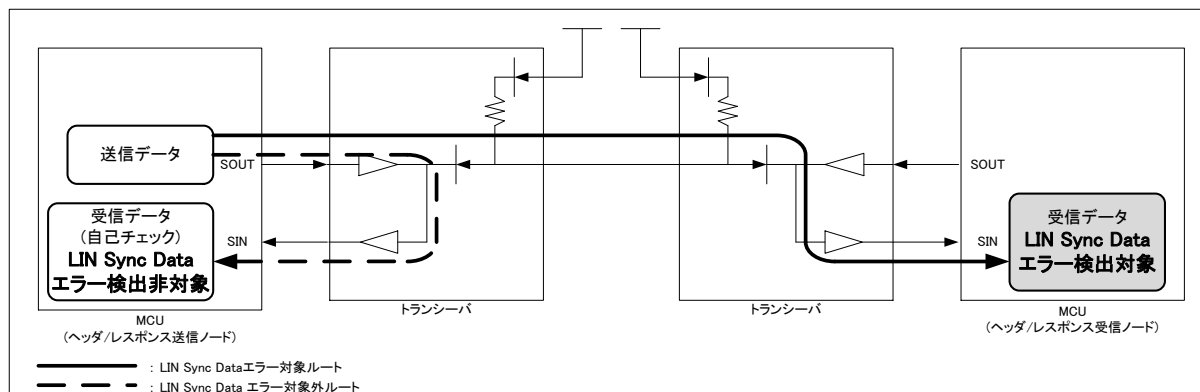 送信データ
SOUT
受信データ
(自己チェック)
LIN Sync Data
エラー検出非対象
SIN
MCU
(ヘッダ/レスポンス送信ノード)
トランシーバ
トランシーバ
SOUT
受信データ
LIN Sync Data
エラー検出対象
SIN
MCU
(ヘッダ/レスポンス受信ノード)
: LIN Sync Dataエラー対象ルート
: LIN Sync Data エラー対象外ルート